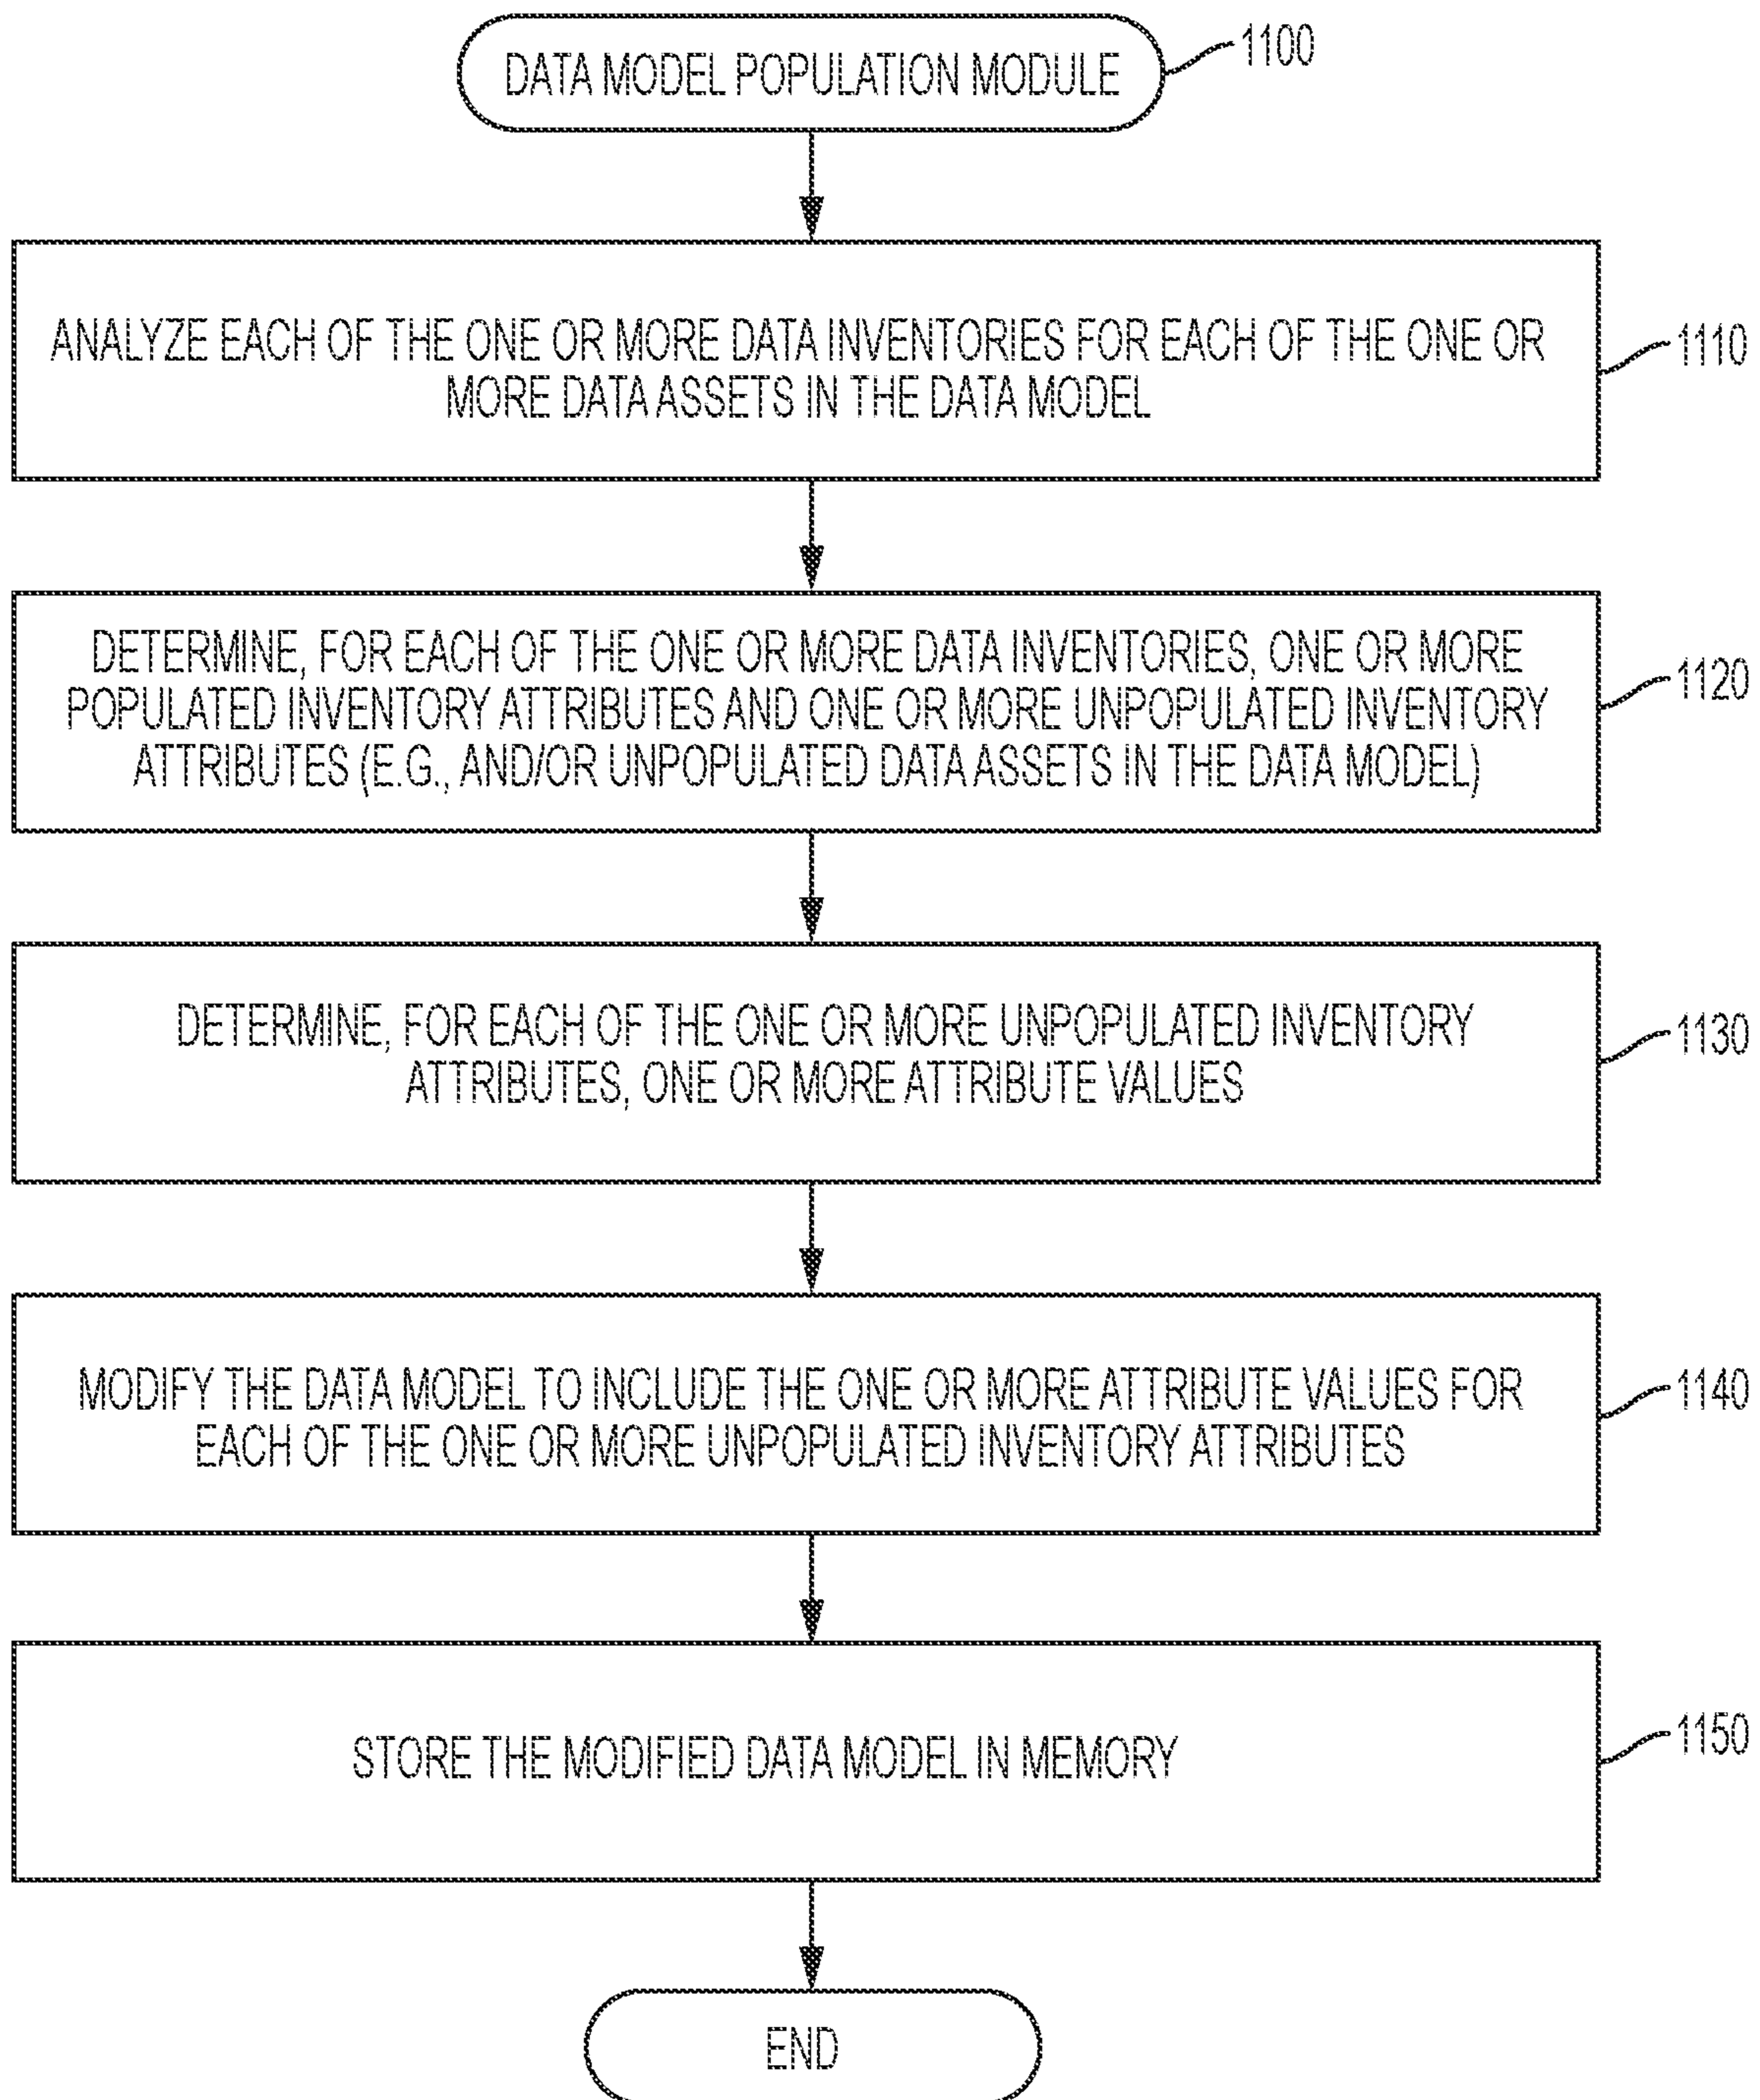 DATA MODEL POPULATION MODULE
1100
ANALYZE EACH OF THE ONE OR MORE DATA INVENTORIES FOR EACH OF THE ONE OR
MORE DATA ASSETS IN THE DATA MODEL
1110
DETERMINE, FOR EACH OF THE ONE OR MORE DATA INVENTORIES, ONE OR MORE
POPULATED INVENTORY ATTRIBUTES AND ONE OR MORE UNPOPULATED INVENTORY
ATTRIBUTES (E.G., AND/OR UNPOPULATED DATA ASSETS IN THE DATA MODEL)
1120
DETERMINE, FOR EACH OF THE ONE OR MORE UNPOPULATED INVENTORY
ATTRIBUTES, ONE OR MORE ATTRIBUTE VALUES
1130
MODIFY THE DATA MODEL TO INCLUDE THE ONE OR MORE ATTRIBUTE VALUES FOR
EACH OF THE ONE OR MORE UNPOPULATED INVENTORY ATTRIBUTES
1140
STORE THE MODIFIED DATA MODEL IN MEMORY
1150
END